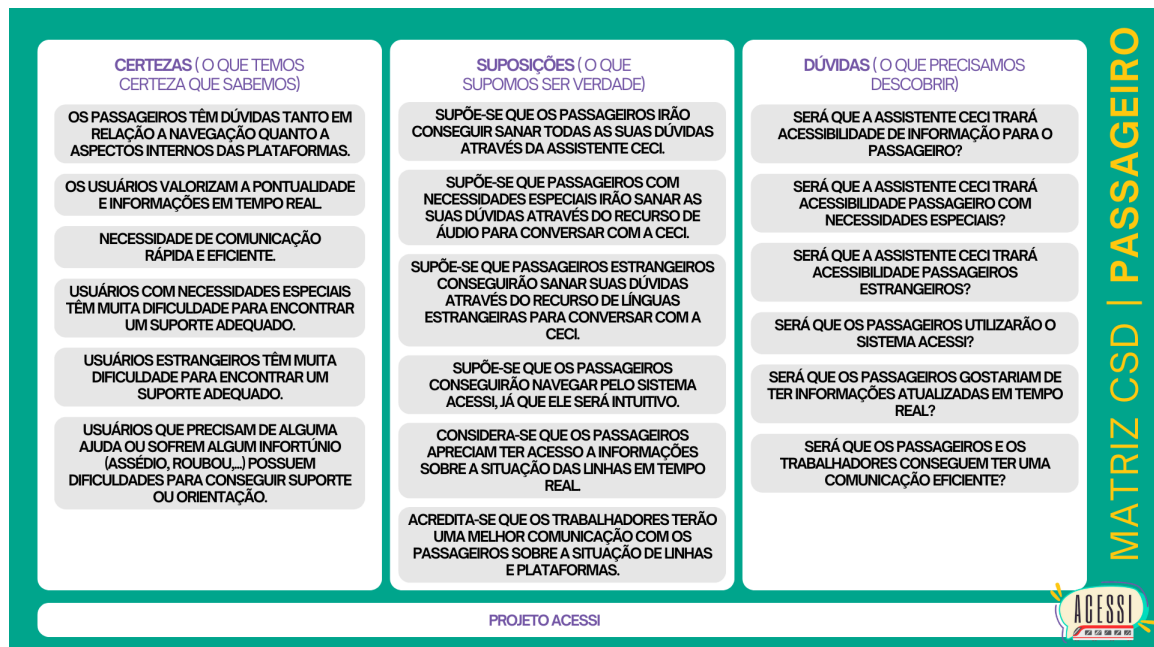 CERTEZAS ( O QUE TEMOS
CERTEZA QUE SABEMOS)
OS PASSAGEIROS TÊM DÚVIDAS TANTO EM
RELAÇÃO A NAVEGAÇÃO QUANTO A
ASPECTOS INTERNOS DAS PLATAFORMAS.
OS USUÁRIOS VALORIZAM A PONTUALIDADE
E INFORMAÇÕES EM TEMPO REAL.
NECESSIDADE DE COMUNICAÇÃO
RÁPIDA E EFICIENTE.
USUÁRIOS COM NECESSIDADES ESPECIAIS
TÊM MUITA DIFICULDADE PARA ENCONTRAR
UM SUPORTE ADEQUADO.
USUÁRIOS ESTRANGEIROS TÊM MUITA
DIFICULDADE PARA ENCONTRAR UM
SUPORTE ADEQUADO.
USUÁRIOS QUE PRECISAM DE ALGUMA
AJUDA OU SOFREM ALGUM INFORTÚNIO
(ASSÉDIO, ROUBOU,...) POSSUEM
DIFICULDADES PARA CONSEGUIR SUPORTE
OU ORIENTAÇÃO.
SUPOSIÇÕES ( O QUE
SUPOMOS SER VERDADE)
SUPÕE-SE QUE OS PASSAGEIROS IRÃO
CONSEGUIR SANAR TODAS AS SUAS DÚVIDAS
ATRAVÉS DA ASSISTENTE CECI.
SUPÕE-SE QUE PASSAGEIROS COM
NECESSIDADES ESPECIAIS IRÃO SANAR AS
SUAS DÚVIDAS ATRAVÉS DO RECURSO DE
ÁUDIO PARA CONVERSAR COM A CECI.
SUPÕE-SE QUE PASSAGEIROS ESTRANGEIROS
CONSEGUIRÃO SANAR SUAS DÚVIDAS
ATRAVÉS DO RECURSO DE LÍNGUAS
ESTRANGEIRAS PARA CONVERSAR COM A
CECI.
SUPÕE-SE QUE OS PASSAGEIROS
CONSEGUIRÃO NAVEGAR PELO SISTEMA
ACESSI, JÁ QUE ELE SERÁ INTUITIVO.
CONSIDERA-SE QUE OS PASSAGEIROS
APRECIAM TER ACESSO A INFORMAÇÕES
SOBRE A SITUAÇÃO DAS LINHAS EM TEMPO
REAL.
ACREDITA-SE QUE OS TRABALHADORES TERÃO
UMA MELHOR COMUNICAÇÃO COM OS
PASSAGEIROS SOBRE A SITUAÇÃO DE LINHAS
E PLATAFORMAS.
DÚVIDAS ( O QUE PRECISAMOS
DESCOBRIR)
SERÁ QUE A ASSISTENTE CECI TRARÁ
ACESSIBILIDADE DE INFORMAÇÃO PARA O
PASSAGEIRO?
SERÁ QUE A ASSISTENTE CECI TRARÁ
ACESSIBILIDADE PASSAGEIRO COM
NECESSIDADES ESPECIAIS?
SERÁ QUE A ASSISTENTE CECI TRARÁ
ACESSIBILIDADE PASSAGEIROS
ESTRANGEIROS?
SERÁ QUE OS PASSAGEIROS UTILIZARÃO O
SISTEMA ACESSI?
SERÁ QUE OS PASSAGEIROS GOSTARIAM DE
TER INFORMAÇÕES ATUALIZADAS EM TEMPO
REAL?
SERÁ QUE OS PASSAGEIROS E OS
TRABALHADORES CONSEGUEM TER UMA
COMUNICAÇÃO EFICIENTE?
MATRIZ CSD | PASSAGEIRO
PROJETO ACESSI
ACESSI